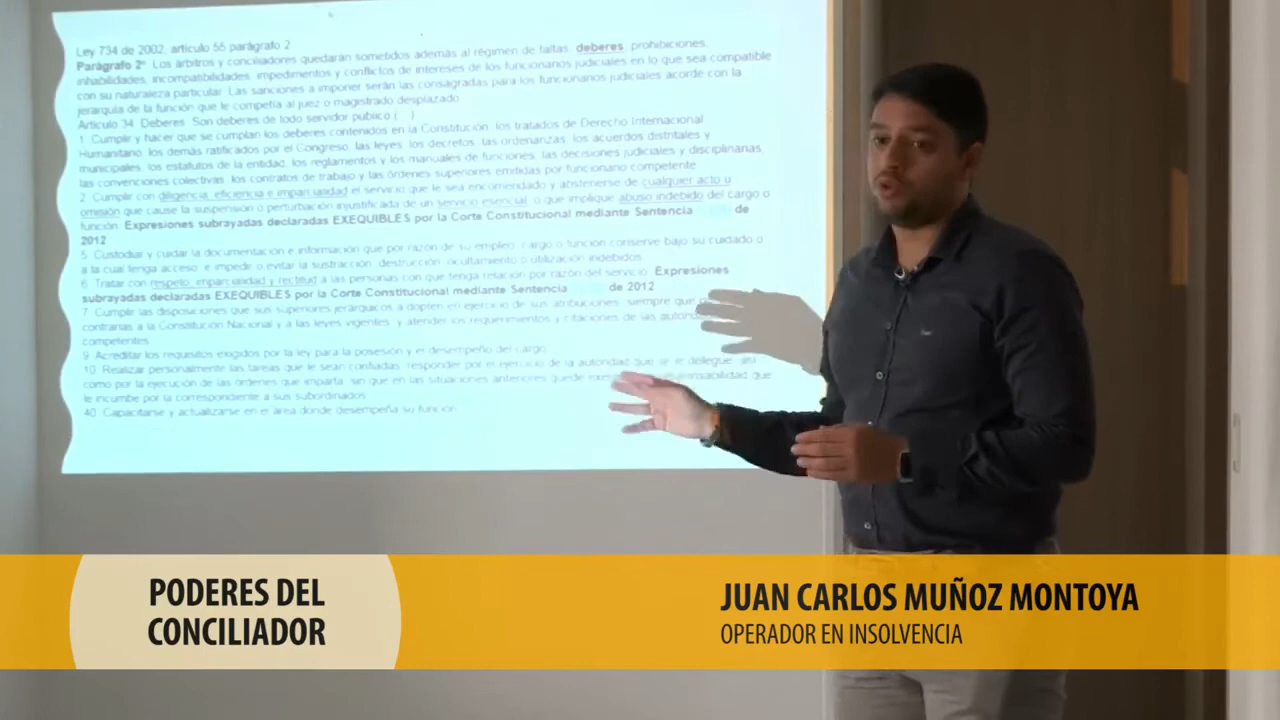 Ley 734 de 2002, artículo 55 parágrafo 2
Parágrafo 2° Los árbitros y conciliadores quedarán sometidos además al régimen de faltas, deberes, prohibiciones,
inhabilidades, incompatibilidades, impedimentos y conflictos de intereses de los funcionarios judiciales en lo que sea compatible
con su naturaleza particular. Las sanciones a imponer serán las consagradas para los funcionarios judiciales acorde con la
jerarquía de la función que le competía al juez o magistrado desplazado
Artículo 34 Deberes. Son deberes de todo servidor público ( )
1. Cumplir y hacer que se cumplan los deberes contenidos en la Constitución, los tratados de Derecho Internacional
Humanitario, los demás ratificados por el Congreso, las leyes, los decretos, las ordenanzas, los acuerdos distritales y
municipales, los estatutos de la entidad, los reglamentos y los manuales de funciones, las decisiones judiciales y disciplinarias,
las convenciones colectivas, los contratos de trabajo y las órdenes superiores emitidas por funcionario competente
2. Cumplir con diligencia, eficiencia e imparcialidad el servicio que le sea encomendado y abstenerse de cualquier acto u
omisión que cause la suspensión o perturbación injustificada de un servicio esencial, o que implique abuso indebido del cargo o
función. Expresiones subrayadas declaradas EXEQUIBLES por la Corte Constitucional mediante Sentencia de
2012
5. Custodiar y cuidar la documentación e información que por razón de su empleo, cargo o función conserve bajo su cuidado o
a la cual tenga acceso, e impedir o evitar la sustracción, destrucción, ocultamiento o utilización indebidos
6. Tratar con respeto, imparcialidad y rectitud a las personas con que tenga relación por razón del servicio. Expresiones
subrayadas declaradas EXEQUIBLES por la Corte Constitucional mediante Sentencia de 2012
7. Cumplir las disposiciones que sus superiores jerárquicos adopten en ejercicio de sus atribuciones, siempre que
contrarias a la Constitución Nacional y a las leyes vigentes, y atender los requerimientos y citaciones de las
competentes
9. Acreditar los requisitos exigidos por la ley para la posesión y el desempeño del cargo
10. Realizar personalmente las tareas que le sean confiadas, responder por el ejercicio de la autoridad que se le delegue, así
como por la ejecución de las órdenes que imparta, sin que en las situaciones anteriores quede que
le incumbe por la correspondiente a sus subordinados
40. Capacitarse y actualizarse en el área donde desempeña su función
PODERES DEL
CONCILIADOR
JUAN CARLOS MUÑOZ MONTOYA
OPERADOR EN INSOLVENCIA